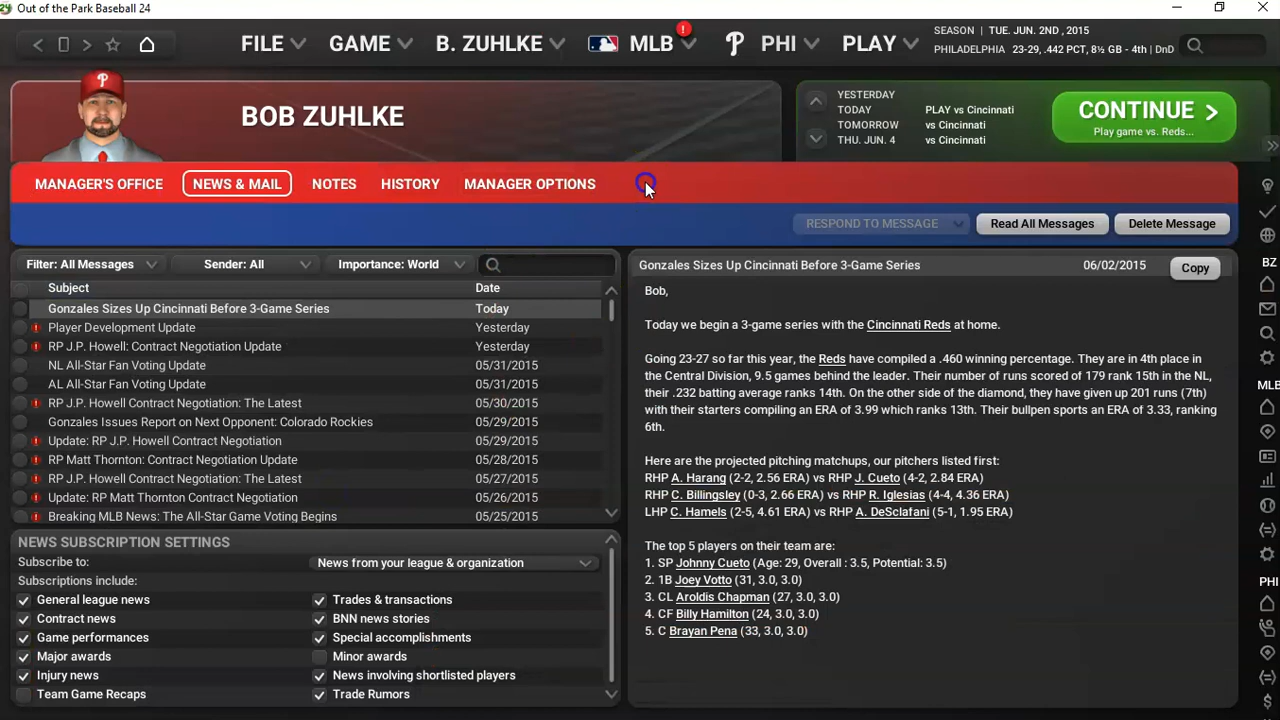 Out of the Park Baseball 24
FILE GAME B. ZUHLKE MLB PHI PLAY
SEASON | TUE. JUN. 2ND , 2015
PHILADELPHIA 23-29, .442 PCT, 8½ GB - 4th | DnD
BOB ZUHLKE
YESTERDAY
TODAY PLAY vs Cincinnati
TOMORROW vs Cincinnati
THU. JUN. 4 vs Cincinnati
CONTINUE
Play game vs. Reds...
MANAGER'S OFFICE NEWS & MAIL NOTES HISTORY MANAGER OPTIONS
RESPOND TO MESSAGE Read All Messages Delete Message
Filter: All Messages Sender: All Importance: World
Subject Date
Gonzales Sizes Up Cincinnati Before 3-Game Series Today
Player Development Update Yesterday
RP J.P. Howell: Contract Negotiation Update Yesterday
NL All-Star Fan Voting Update 05/31/2015
AL All-Star Fan Voting Update 05/31/2015
RP J.P. Howell Contract Negotiation: The Latest 05/30/2015
Gonzales Issues Report on Next Opponent: Colorado Rockies 05/29/2015
Update: RP J.P. Howell Contract Negotiation 05/29/2015
RP Matt Thornton: Contract Negotiation Update 05/28/2015
RP J.P. Howell Contract Negotiation: The Latest 05/27/2015
Update: RP Matt Thornton Contract Negotiation 05/26/2015
Breaking MLB News: The All-Star Game Voting Begins 05/25/2015
NEWS SUBSCRIPTION SETTINGS
Subscribe to: News from your league & organization
Subscriptions include:
General league news Trades & transactions
Contract news BNN news stories
Game performances Special accomplishments
Major awards Minor awards
Injury news News involving shortlisted players
Team Game Recaps Trade Rumors
Gonzales Sizes Up Cincinnati Before 3-Game Series 06/02/2015 Copy
Bob,
Today we begin a 3-game series with the Cincinnati Reds at home.
Going 23-27 so far this year, the Reds have compiled a .460 winning percentage. They are in 4th place in
the Central Division, 9.5 games behind the leader. Their number of runs scored of 179 rank 15th in the NL,
their .232 batting average ranks 14th. On the other side of the diamond, they have given up 201 runs (7th)
with their starters compiling an ERA of 3.99 which ranks 13th. Their bullpen sports an ERA of 3.33, ranking
6th.
Here are the projected pitching matchups, our pitchers listed first:
RHP A. Harang (2-2, 2.56 ERA) vs RHP J. Cueto (4-2, 2.84 ERA)
RHP C. Billingsley (0-3, 2.66 ERA) vs RHP R. Iglesias (4-4, 4.36 ERA)
LHP C. Hamels (2-5, 4.61 ERA) vs RHP A. DeSclafani (5-1, 1.95 ERA)
The top 5 players on their team are:
1. SP Johnny Cueto (Age: 29, Overall : 3.5, Potential: 3.5)
2. 1B Joey Votto (31, 3.0, 3.0)
3. CL Aroldis Chapman (27, 3.0, 3.0)
4. CF Billy Hamilton (24, 3.0, 3.0)
5. C Brayan Pena (33, 3.0, 3.0)
BZ
MLB
PHI